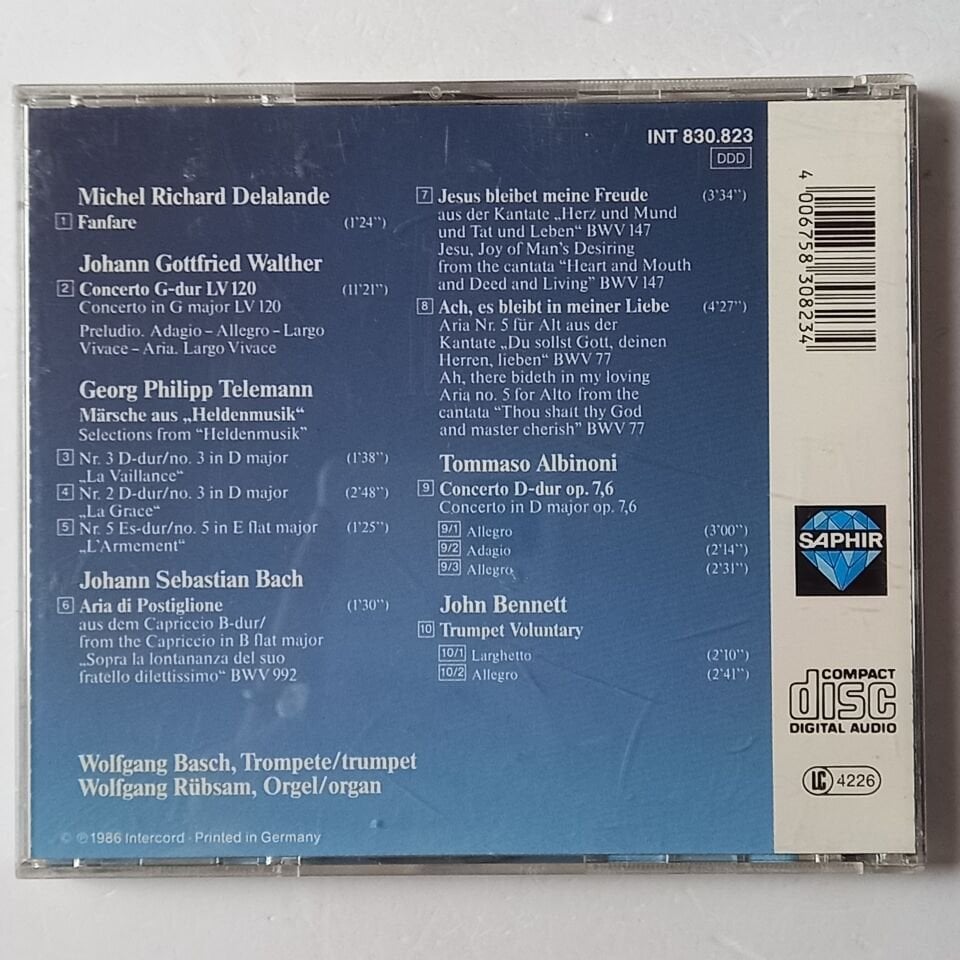 INT 830.823
DDD
Michel Richard Delalande
1 Fanfare (1'24'')
Johann Gottfried Walther
2 Concerto G-dur LV 120 (11'21'')
Concerto in G major LV 120
Preludio. Adagio – Allegro – Largo
Vivace – Aria. Largo Vivace
Georg Philipp Telemann
Märsche aus „Heldenmusik“
Selections from “Heldenmusik”
3 Nr. 3 D-dur/no. 3 in D major (1'38'')
„La Vaillance“
4 Nr. 2 D-dur/no. 3 in D major (2'48'')
„La Grace“
5 Nr. 5 Es-dur/no. 5 in E flat major (1'25'')
„L'Armement“
Johann Sebastian Bach
6 Aria di Postiglione (1'30'')
aus dem Capriccio B-dur/
from the Capriccio in B flat major
„Sopra la lontananza del suo
fratello dilettissimo“ BWV 992
7 Jesus bleibet meine Freude (3'34'')
aus der Kantate „Herz und Mund
und Tat und Leben“ BWV 147
Jesu, Joy of Man's Desiring
from the cantata “Heart and Mouth
and Deed and Living” BWV 147
8 Ach, es bleibt in meiner Liebe (4'27'')
Aria Nr. 5 für Alt aus der
Kantate „Du sollst Gott, deinen
Herren, lieben“ BWV 77
Ah, there bideth in my loving
Aria no. 5 for Alto from the
cantata “Thou shalt thy God
and master cherish” BWV 77
Tommaso Albinoni
9 Concerto D-dur op. 7,6
Concerto in D major op. 7,6
9/1 Allegro (3'00'')
9/2 Adagio (2'14'')
9/3 Allegro (2'31'')
John Bennett
10 Trumpet Voluntary
10/1 Larghetto (2'10'')
10/2 Allegro (2'41'')
Wolfgang Basch, Trompete/trumpet
Wolfgang Rübsam, Orgel/organ
© ℗ 1986 Intercord · Printed in Germany
4 006758 308234
SAPHIR
COMPACT
disc
DIGITAL AUDIO
LC 4226